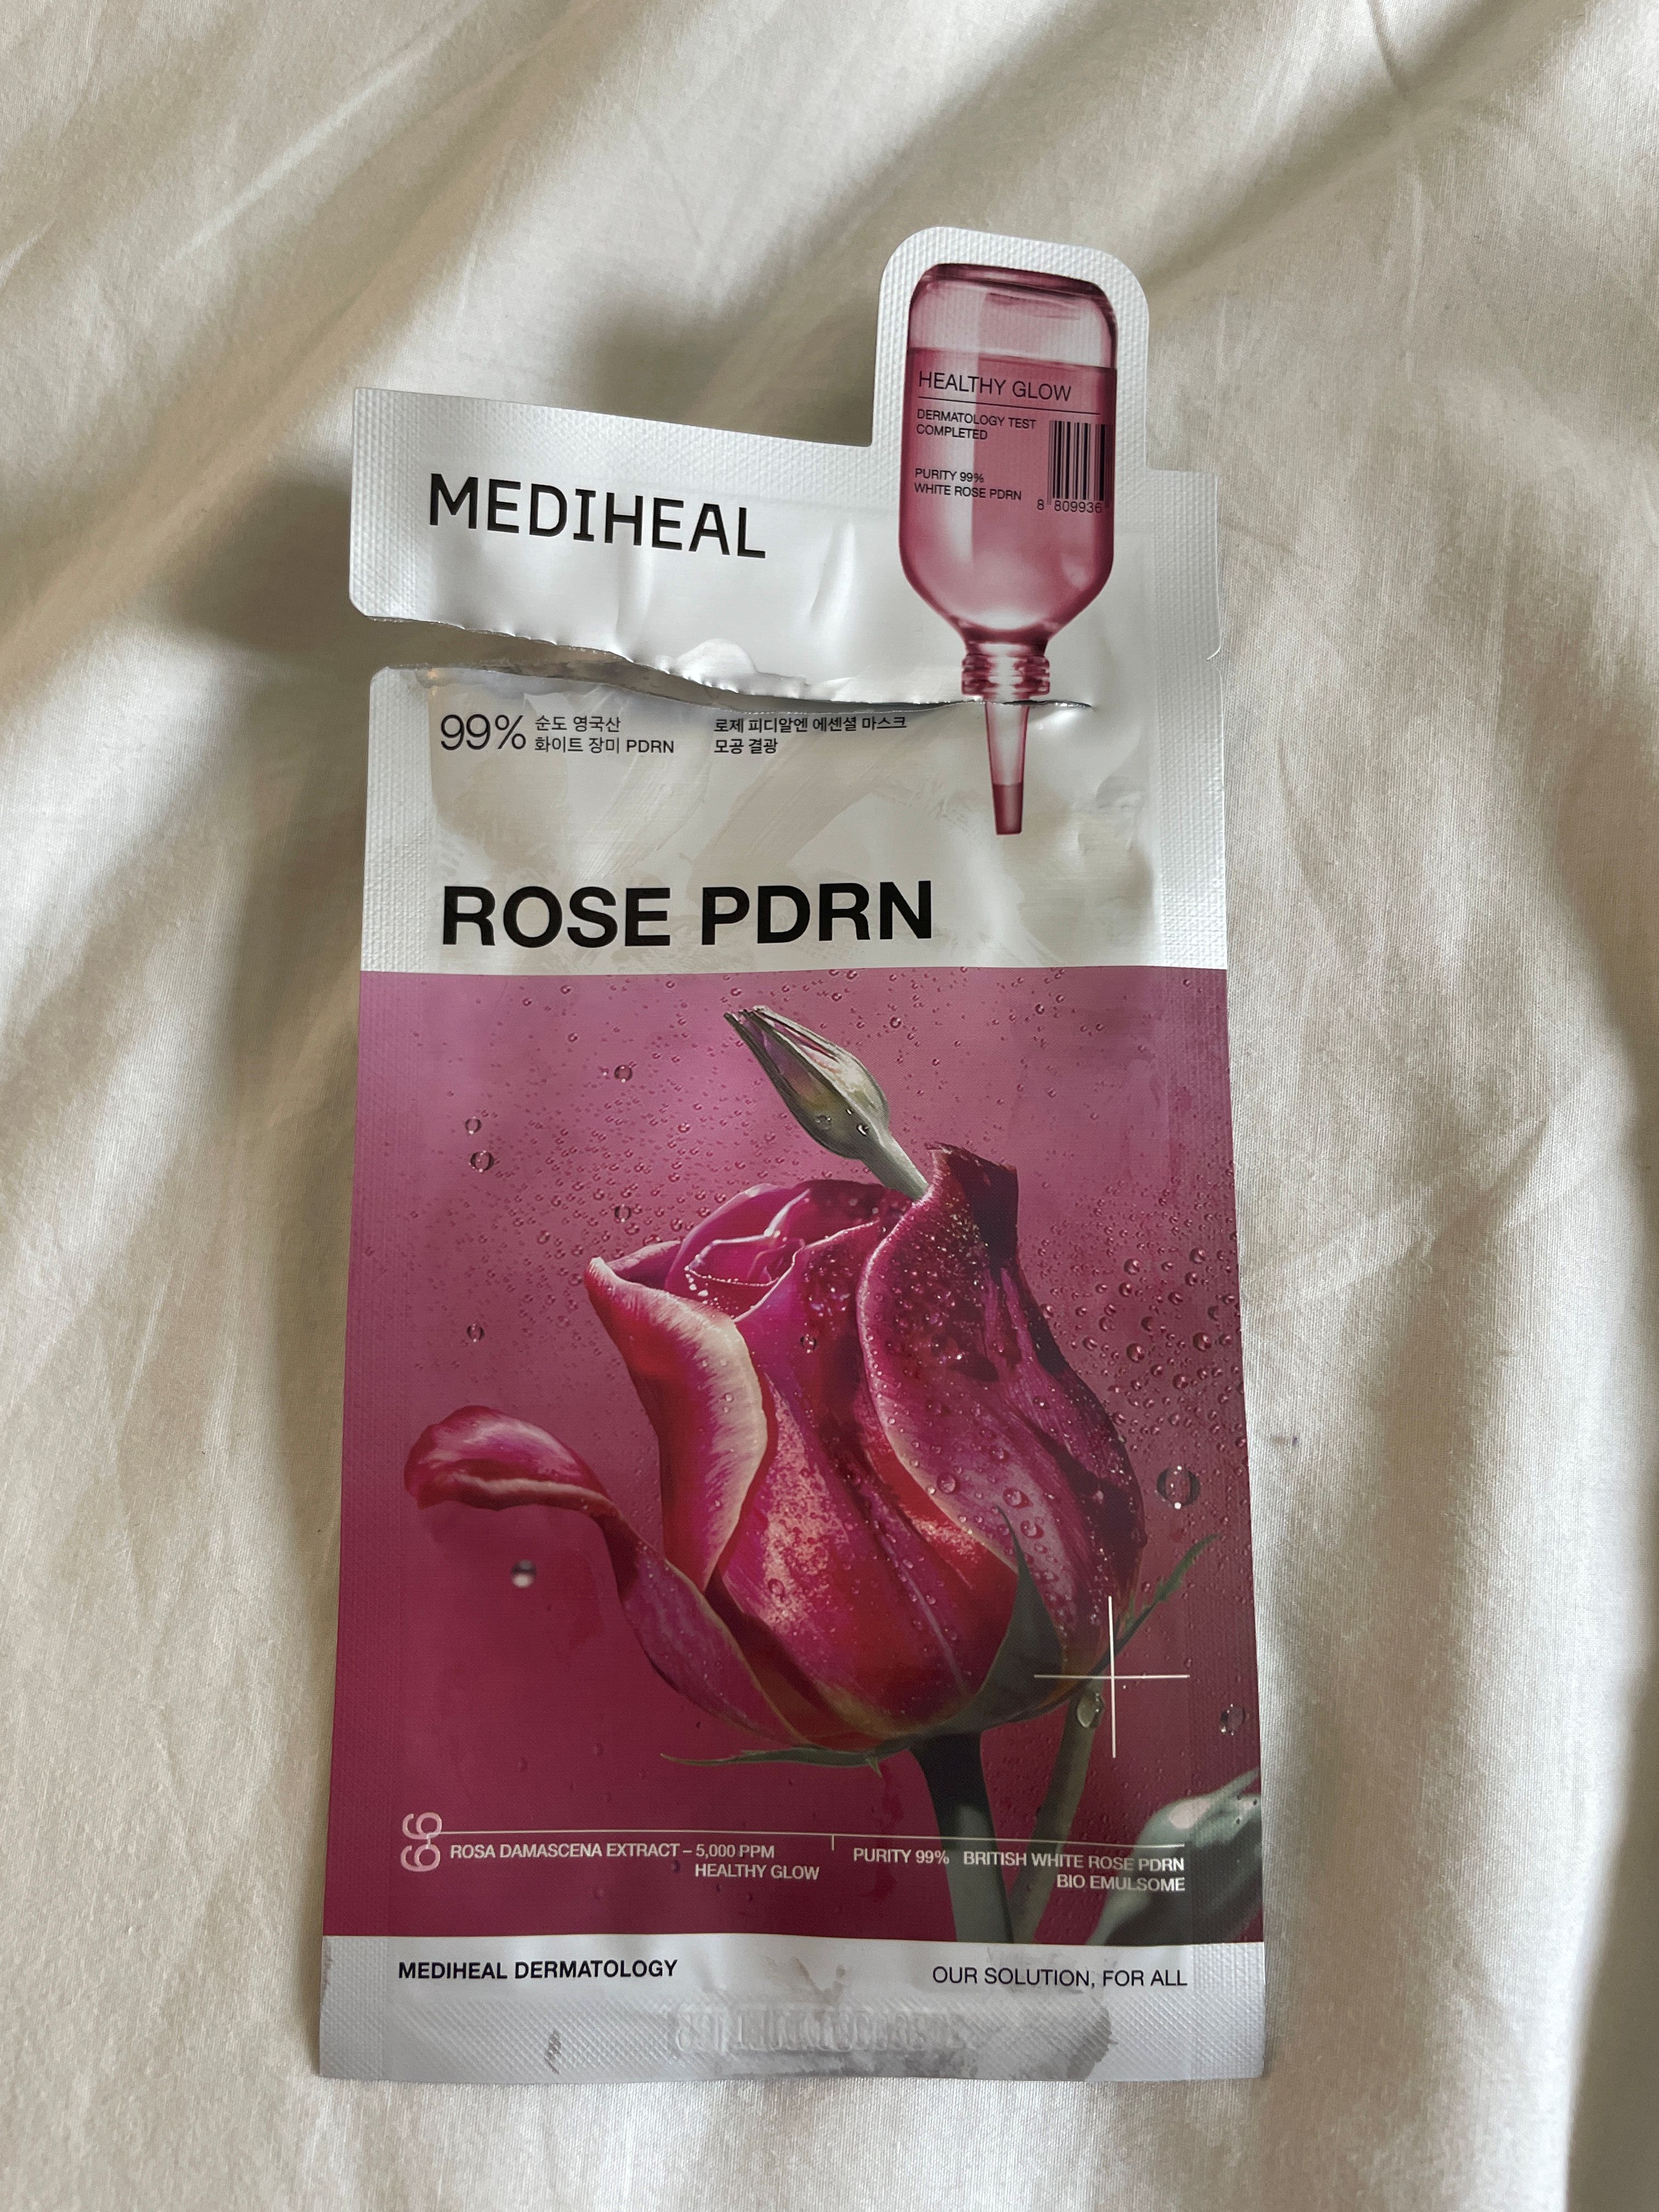 HEALTHY GLOW
DERMATOLOGY TEST
COMPLETED
PURITY 99%
WHITE ROSE PDRN
8 809936
MEDIHEAL
99% 순도 영국산
화이트 장미 PDRN
로제 피디알엔 에센셜 마스크
모공 결광
ROSE PDRN
99
ROSA DAMASCENA EXTRACT – 5,000 PPM
HEALTHY GLOW
PURITY 99% BRITISH WHITE ROSE PDRN
BIO EMULSOME
MEDIHEAL DERMATOLOGY
OUR SOLUTION, FOR ALL